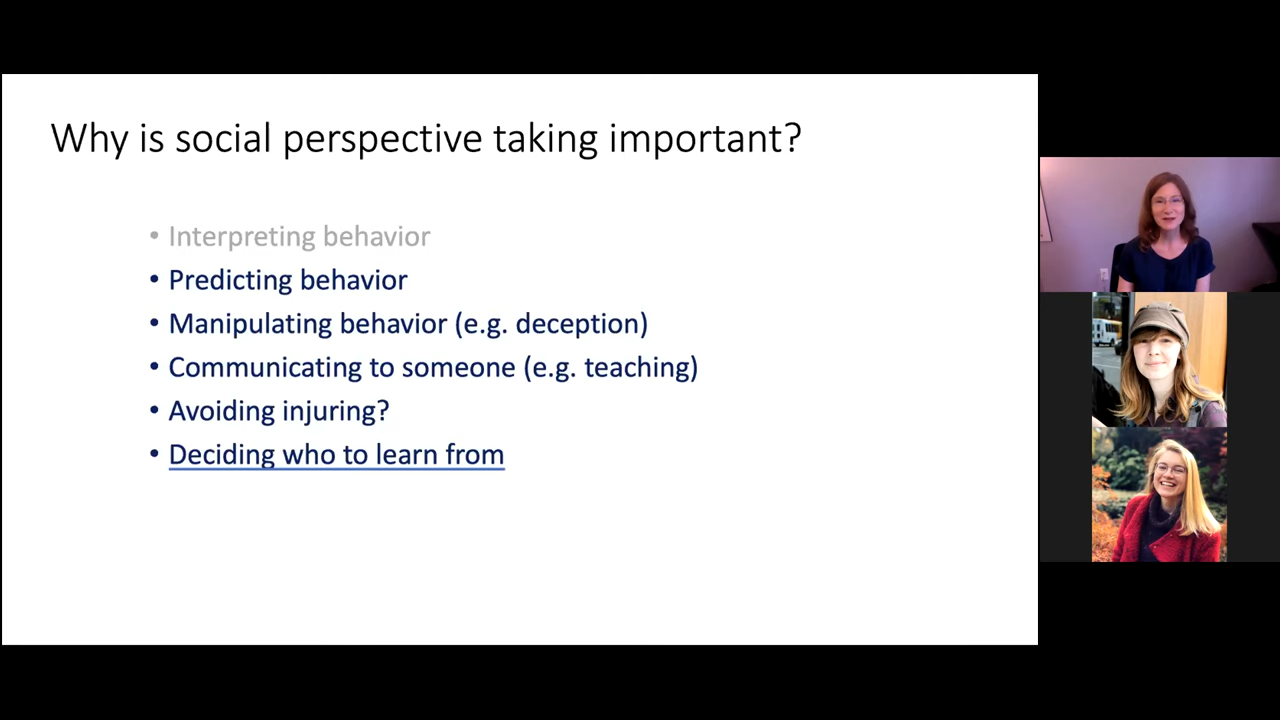 Why is social perspective taking important?
• Interpreting behavior
• Predicting behavior
• Manipulating behavior (e.g. deception)
• Communicating to someone (e.g. teaching)
• Avoiding injuring?
• Deciding who to learn from